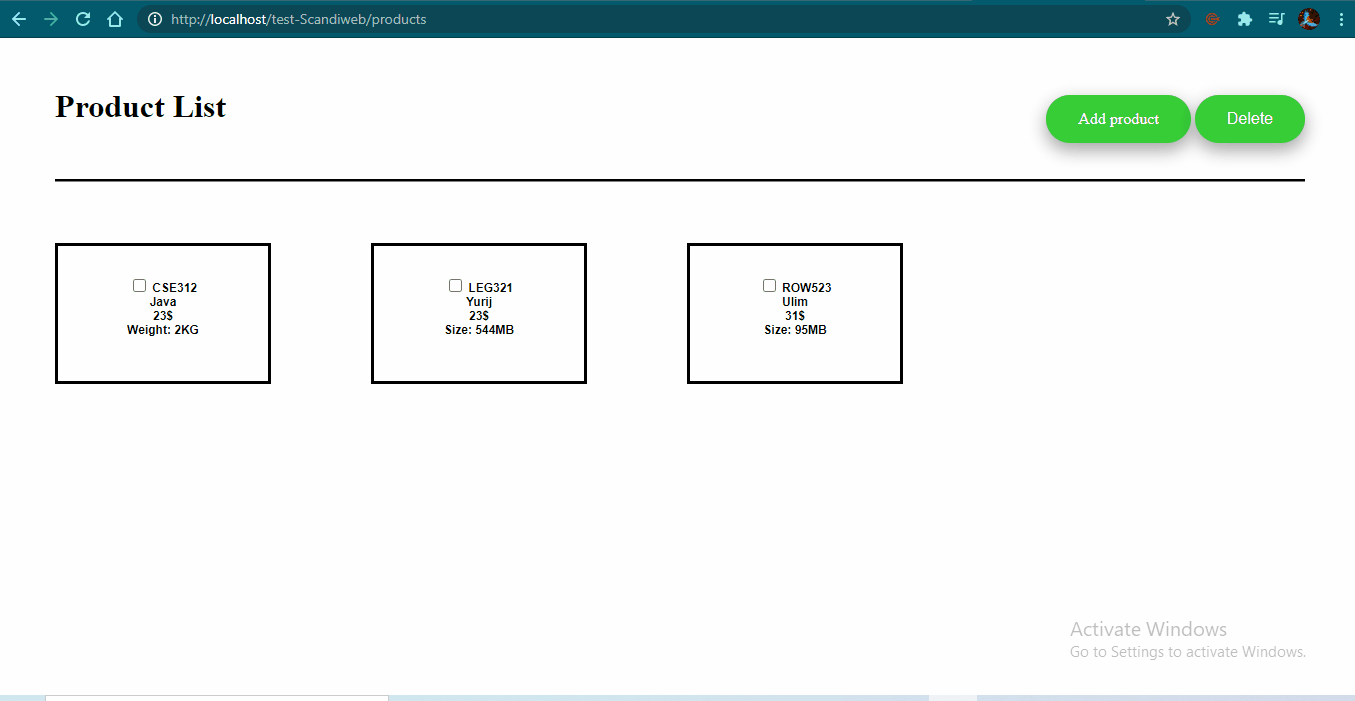 http://localhost/test-Scandiweb/products
Product List
Add product
Delete
CSE312
Java
23$
Weight: 2KG
LEG321
Yurij
23$
Size: 544MB
ROW523
Ulim
31$
Size: 95MB
Activate Windows
Go to Settings to activate Windows.